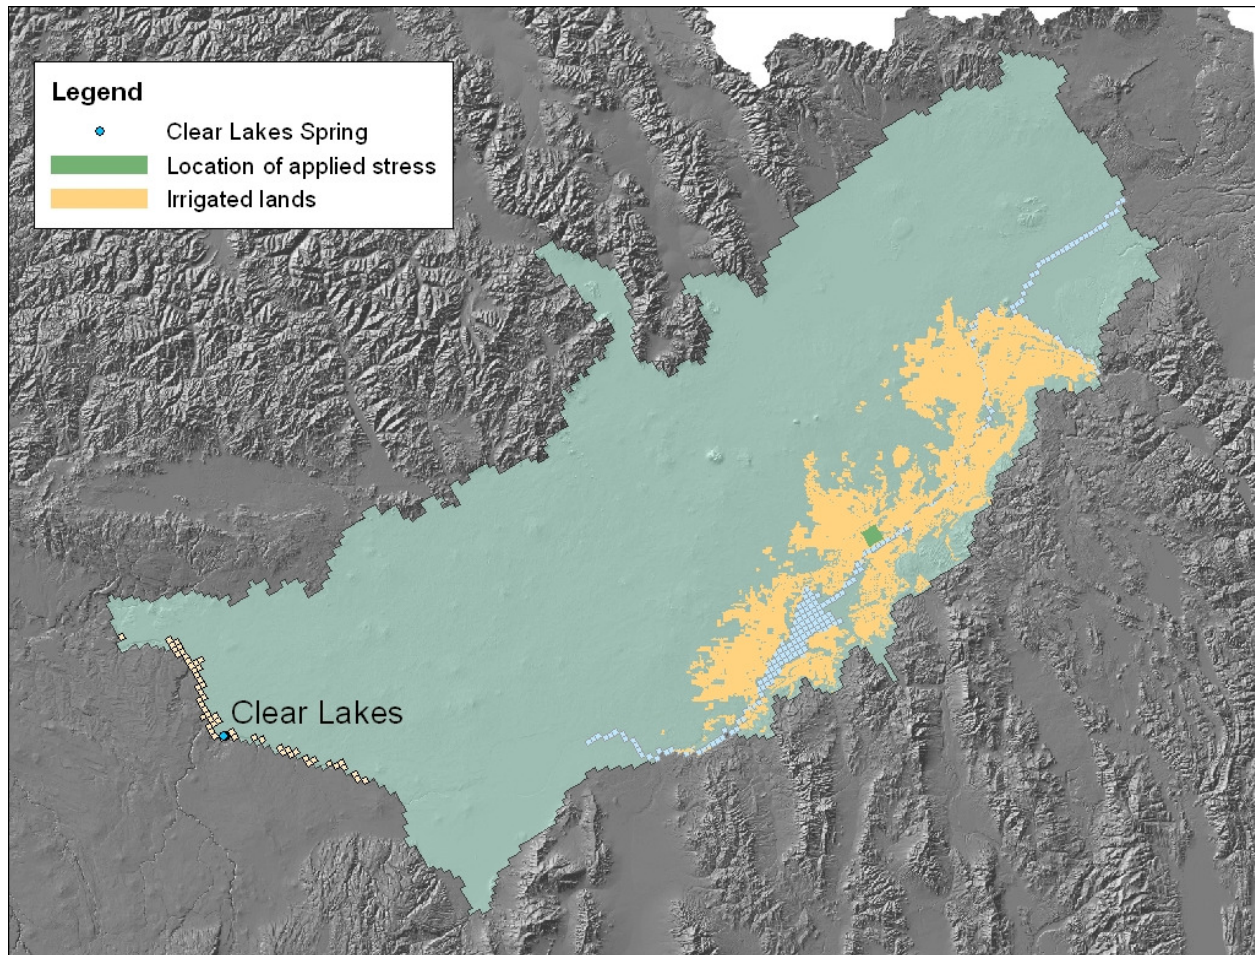 Legend
Clear Lakes Spring
Location of applied stress
Irrigated lands
Clear Lakes